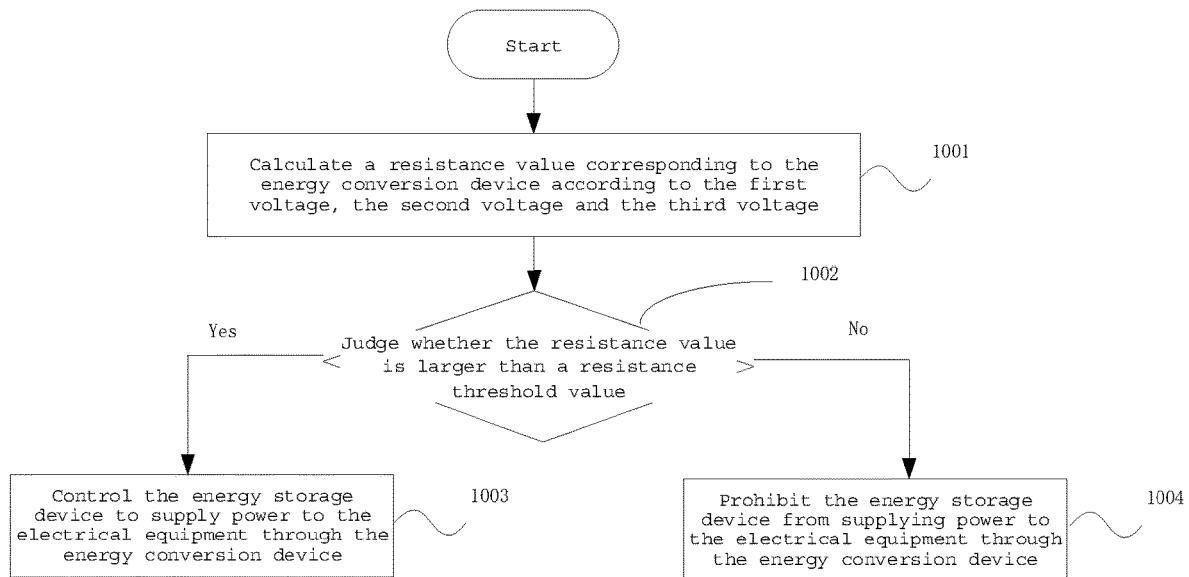 Start
Calculate a resistance value corresponding to the
energy conversion device according to the first
voltage, the second voltage and the third voltage
1001
1002
Yes
Judge whether the resistance value
is larger than a resistance
threshold value
No
Control the energy storage
device to supply power to the
electrical equipment through the
energy conversion device
1003
Prohibit the energy storage
device from supplying power to
the electrical equipment through
the energy conversion device
1004